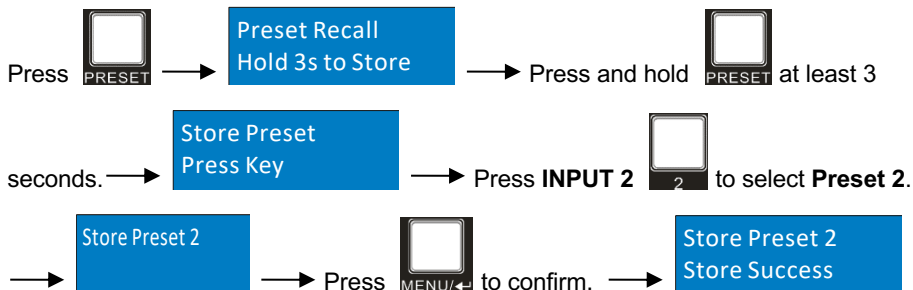 Preset Recall
Hold 3s to Store
Press PRESET Press and hold PRESET at least 3
Store Preset
Press Key
seconds. Press INPUT 2 2 to select Preset 2.
Store Preset 2
Press MENU/↵ to confirm.
Store Preset 2
Store Success